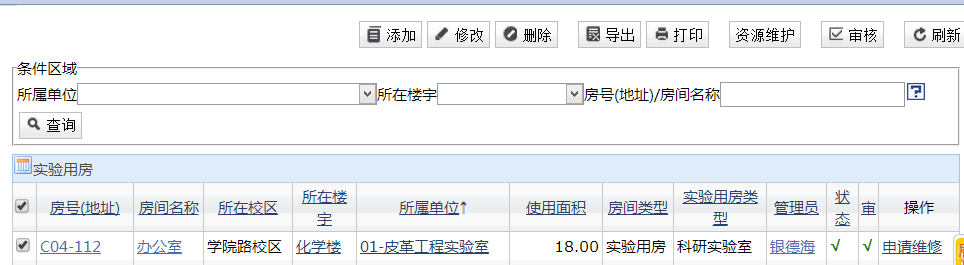 添加 修改 删除 导出 打印 资源维护 审核 刷新
条件区域
所属单位 所在楼宇 房号(地址)/房间名称
查询
实验用房
房号(地址) 房间名称 所在校区 所在楼宇 所属单位↑ 使用面积 房间类型 实验用房类型 管理员 状态 审 操作
C04-112 办公室 学院路校区 化学楼 01-皮革工程实验室 18.00 实验用房 科研实验室 银德海 √ √ 申请维修